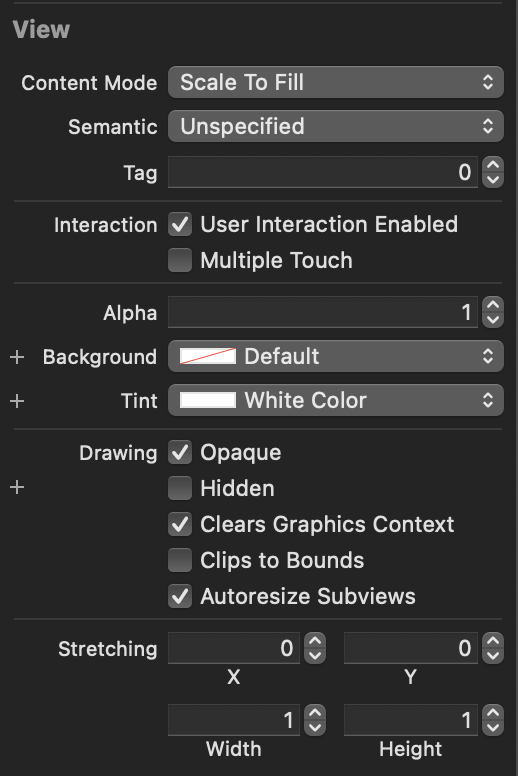 View
Content Mode Scale To Fill
Semantic Unspecified
Tag 0
Interaction User Interaction Enabled
Multiple Touch
Alpha 1
+ Background Default
+ Tint White Color
Drawing Opaque
+ Hidden
Clears Graphics Context
Clips to Bounds
Autoresize Subviews
Stretching 0 0
X Y
1 1
Width Height